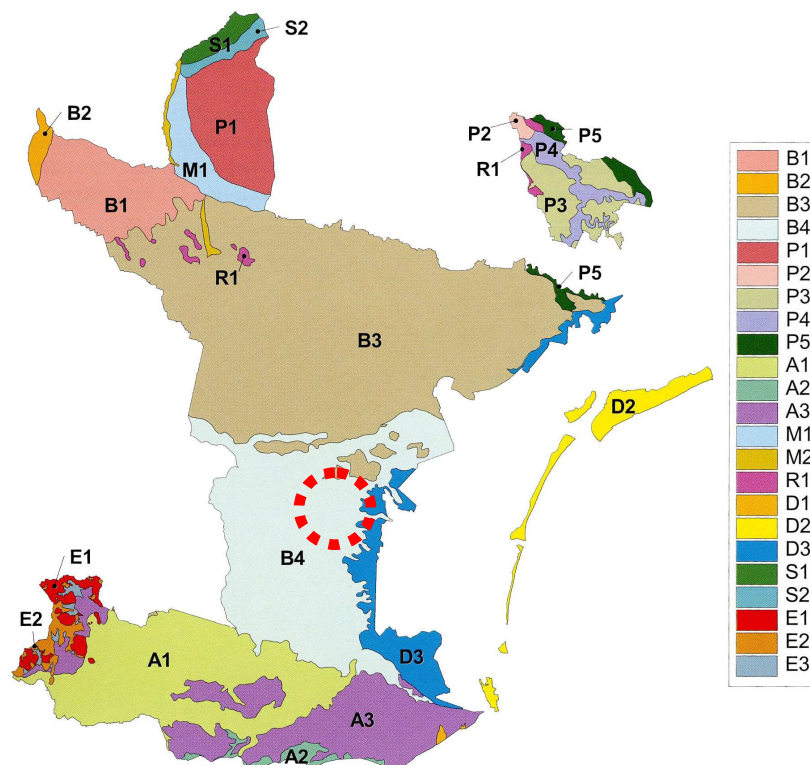 S1
S2
B2
P1
P2
P5
P4
R1
M1
P3
B1
R1
P5
B3
D2
B4
E1
E2
A1
D3
A3
A2
B1
B2
B3
B4
P1
P2
P3
P4
P5
A1
A2
A3
M1
M2
R1
D1
D2
D3
S1
S2
E1
E2
E3